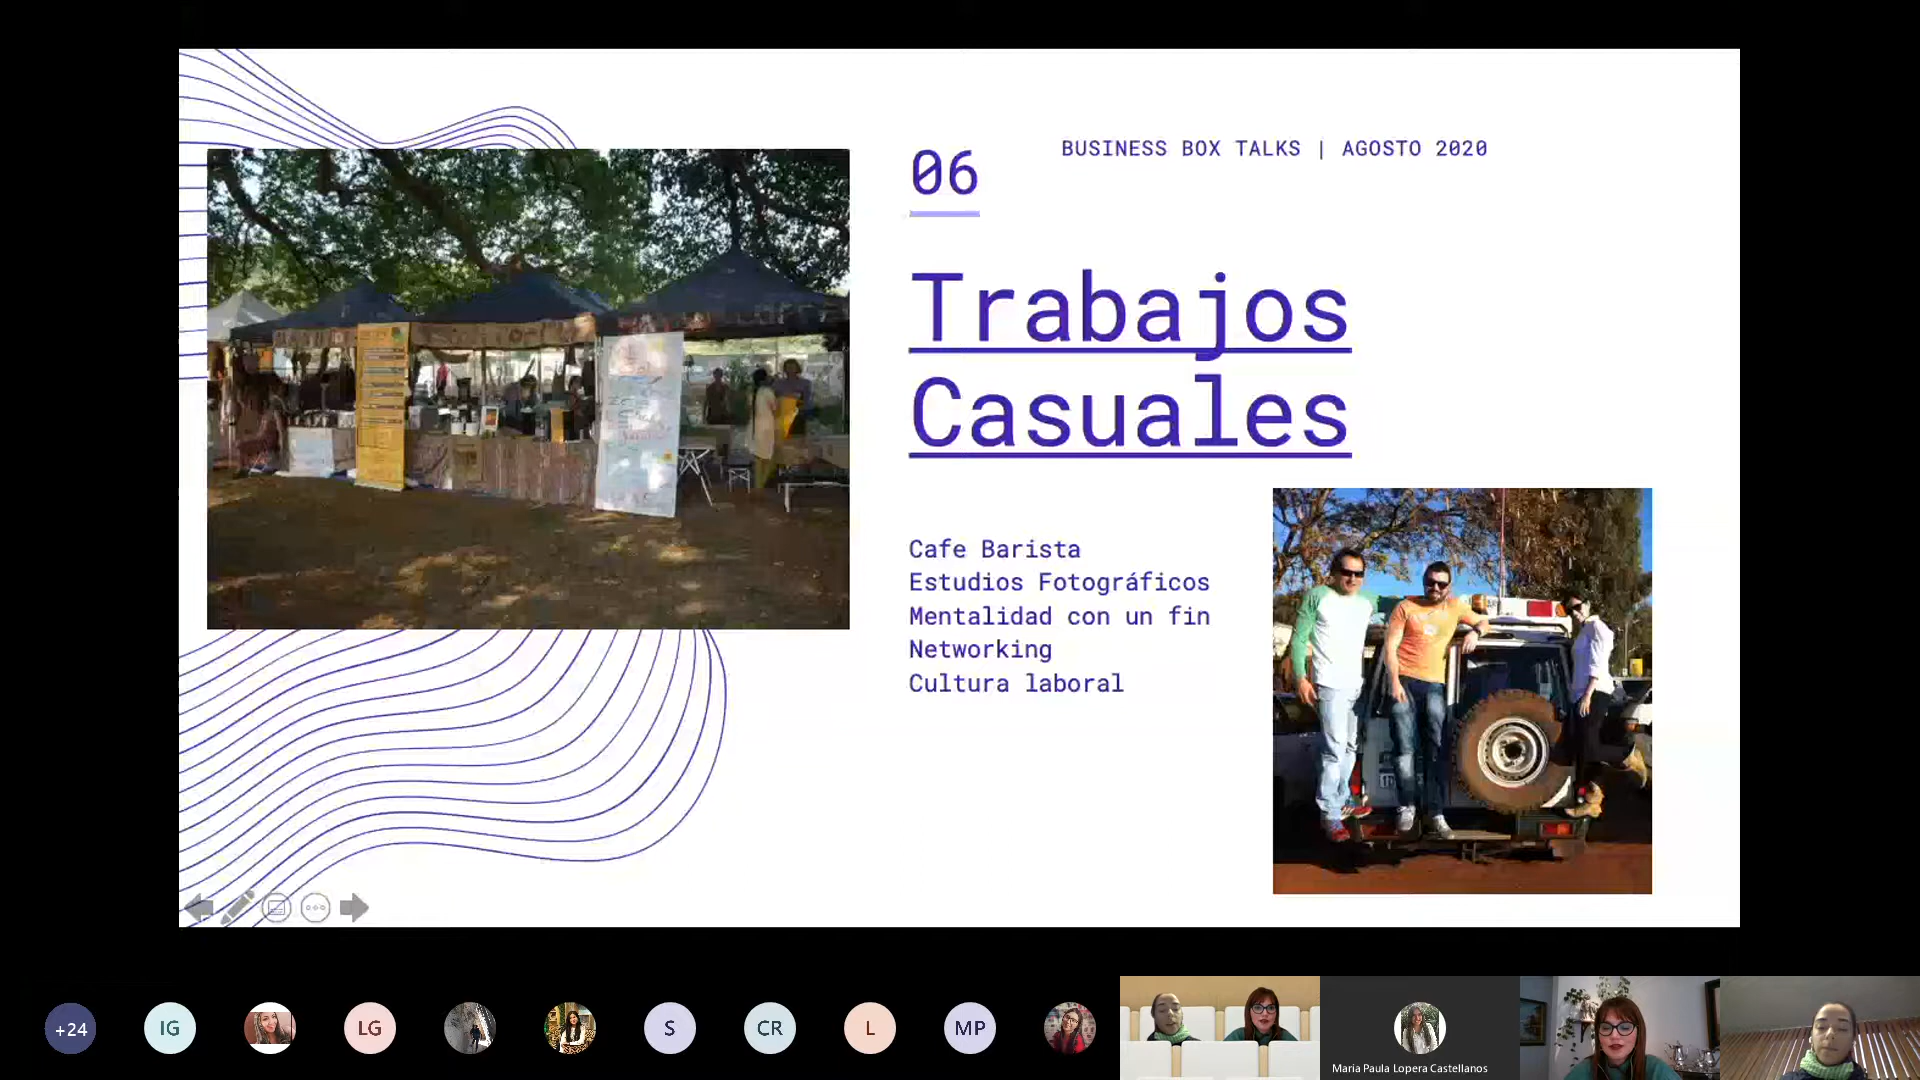 06
BUSINESS BOX TALKS | AGOSTO 2020
Trabajos
Casuales
Cafe Barista
Estudios Fotográficos
Mentalidad con un fin
Networking
Cultura laboral
+24
IG
LG
S
CR
L
MP
Maria Paula Lopera Castellanos